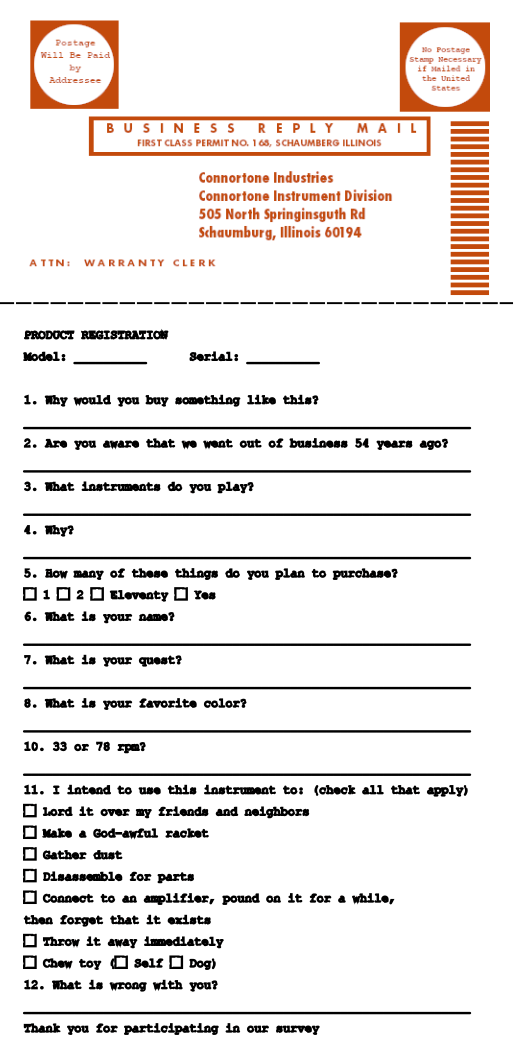 Postage
Will Be Paid
by
Addressee
No Postage
Stamp Necessary
if Mailed in
the United
States
BUSINESS REPLY MAIL
FIRST CLASS PERMIT NO. 168, SCHAUMBERG ILLINOIS
Connortone Industries
Connortone Instrument Division
505 North Springinsguth Rd
Schaumburg, Illinois 60194
ATTN: WARRANTY CLERK
PRODUCT REGISTRATION
Model: __________ Serial: __________
1. Why would you buy something like this?
2. Are you aware that we went out of business 54 years ago?
3. What instruments do you play?
4. Why?
5. How many of these things do you plan to purchase?
☐ 1 ☐ 2 ☐ Eleventy ☐ Yes
6. What is your name?
7. What is your quest?
8. What is your favorite color?
10. 33 or 78 rpm?
11. I intend to use this instrument to: (check all that apply)
☐ Lord it over my friends and neighbors
☐ Make a God-awful racket
☐ Gather dust
☐ Disassemble for parts
☐ Connect to an amplifier, pound on it for a while,
then forget that it exists
☐ Throw it away immediately
☐ Chew toy (☐ Self ☐ Dog)
12. What is wrong with you?
Thank you for participating in our survey